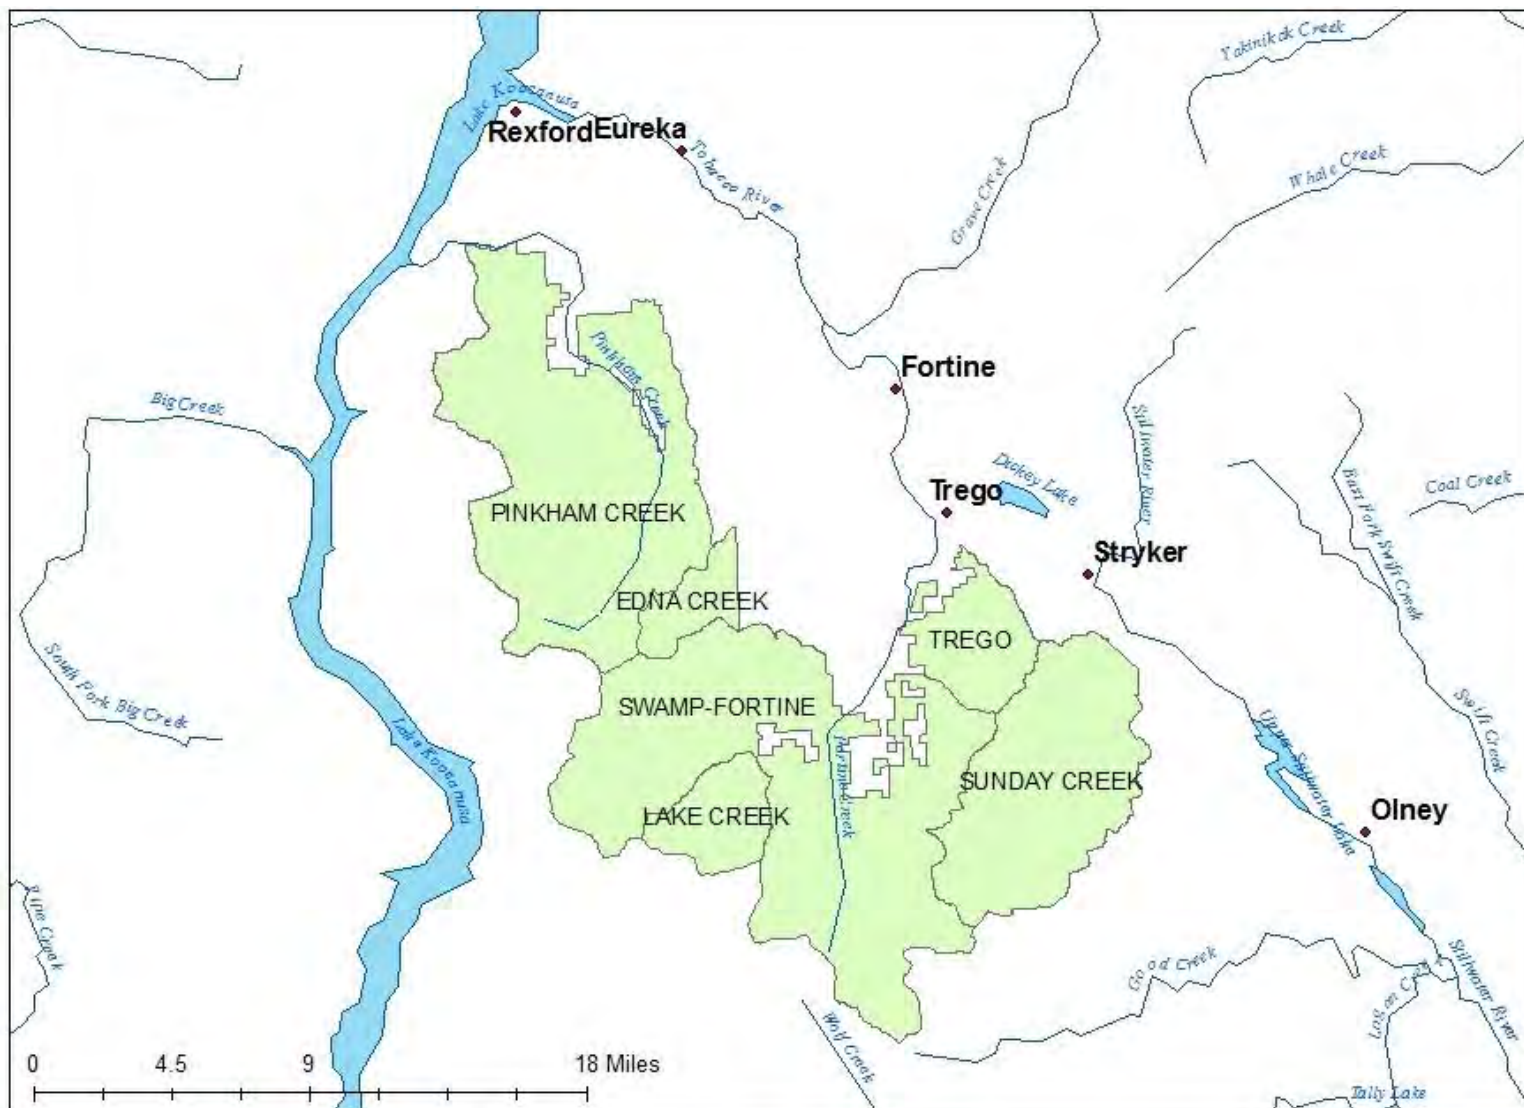 Yakinikak Creek
Lake Koocanusa
Rexford
Eureka
Tobacco River
Whale Creek
Grave Creek
Pinkham Creek
Fortine
Big Creek
Stillwater River
Dickey Lake
Trego
East Fork Swift Creek
Coal Creek
PINKHAM CREEK
Stryker
EDNA CREEK
TREGO
South Fork Big Creek
SWAMP-FORTINE
Swift Creek
Lake Koocanusa
Fortine Creek
Upper Stillwater Lake
SUNDAY CREEK
LAKE CREEK
Olney
Pipe Creek
Good Creek
Stillwater River
Logan Creek
Wolf Creek
0 4.5 9 18 Miles
Tally Lake